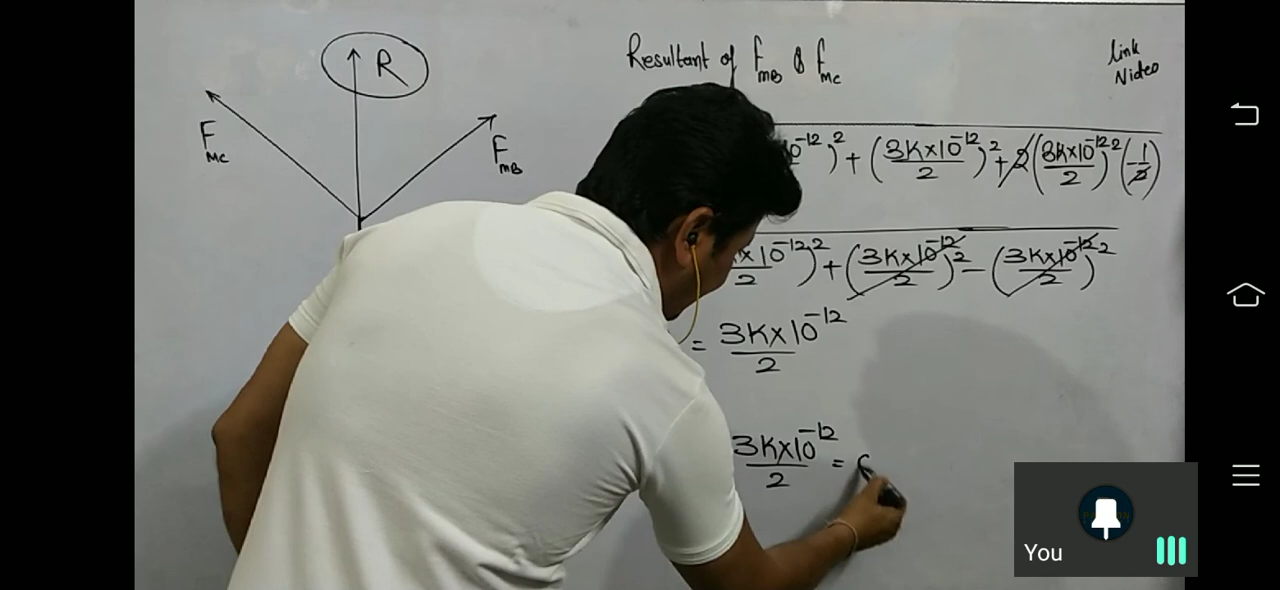 R
Resultant of F_mB & F_mc
Link
Video
F_mc
F_mB
10^-12)^2 + (3K×10^-12/2)^2 + 2(3K×10^-12/2)^2(-1/2)
×10^-12/2)^2 + (3K×10^-12/2)^2 - (3K×10^-12/2)^2
= 3K×10^-12/2
3K×10^-12/2 =
You